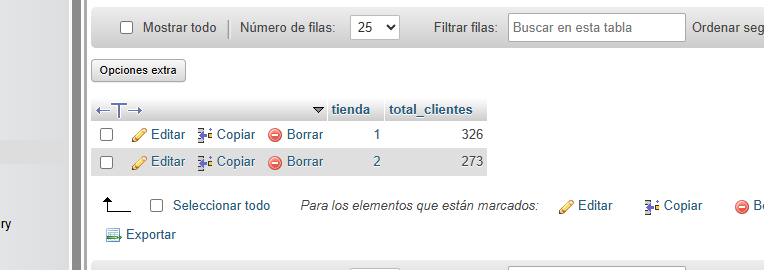 Mostrar todo Número de filas: 25 Filtrar filas: Buscar en esta tabla Ordenar seg
Opciones extra
tienda total_clientes
Editar Copiar Borrar 1 326
Editar Copiar Borrar 2 273
Seleccionar todo Para los elementos que están marcados: Editar Copiar B
ry
Exportar